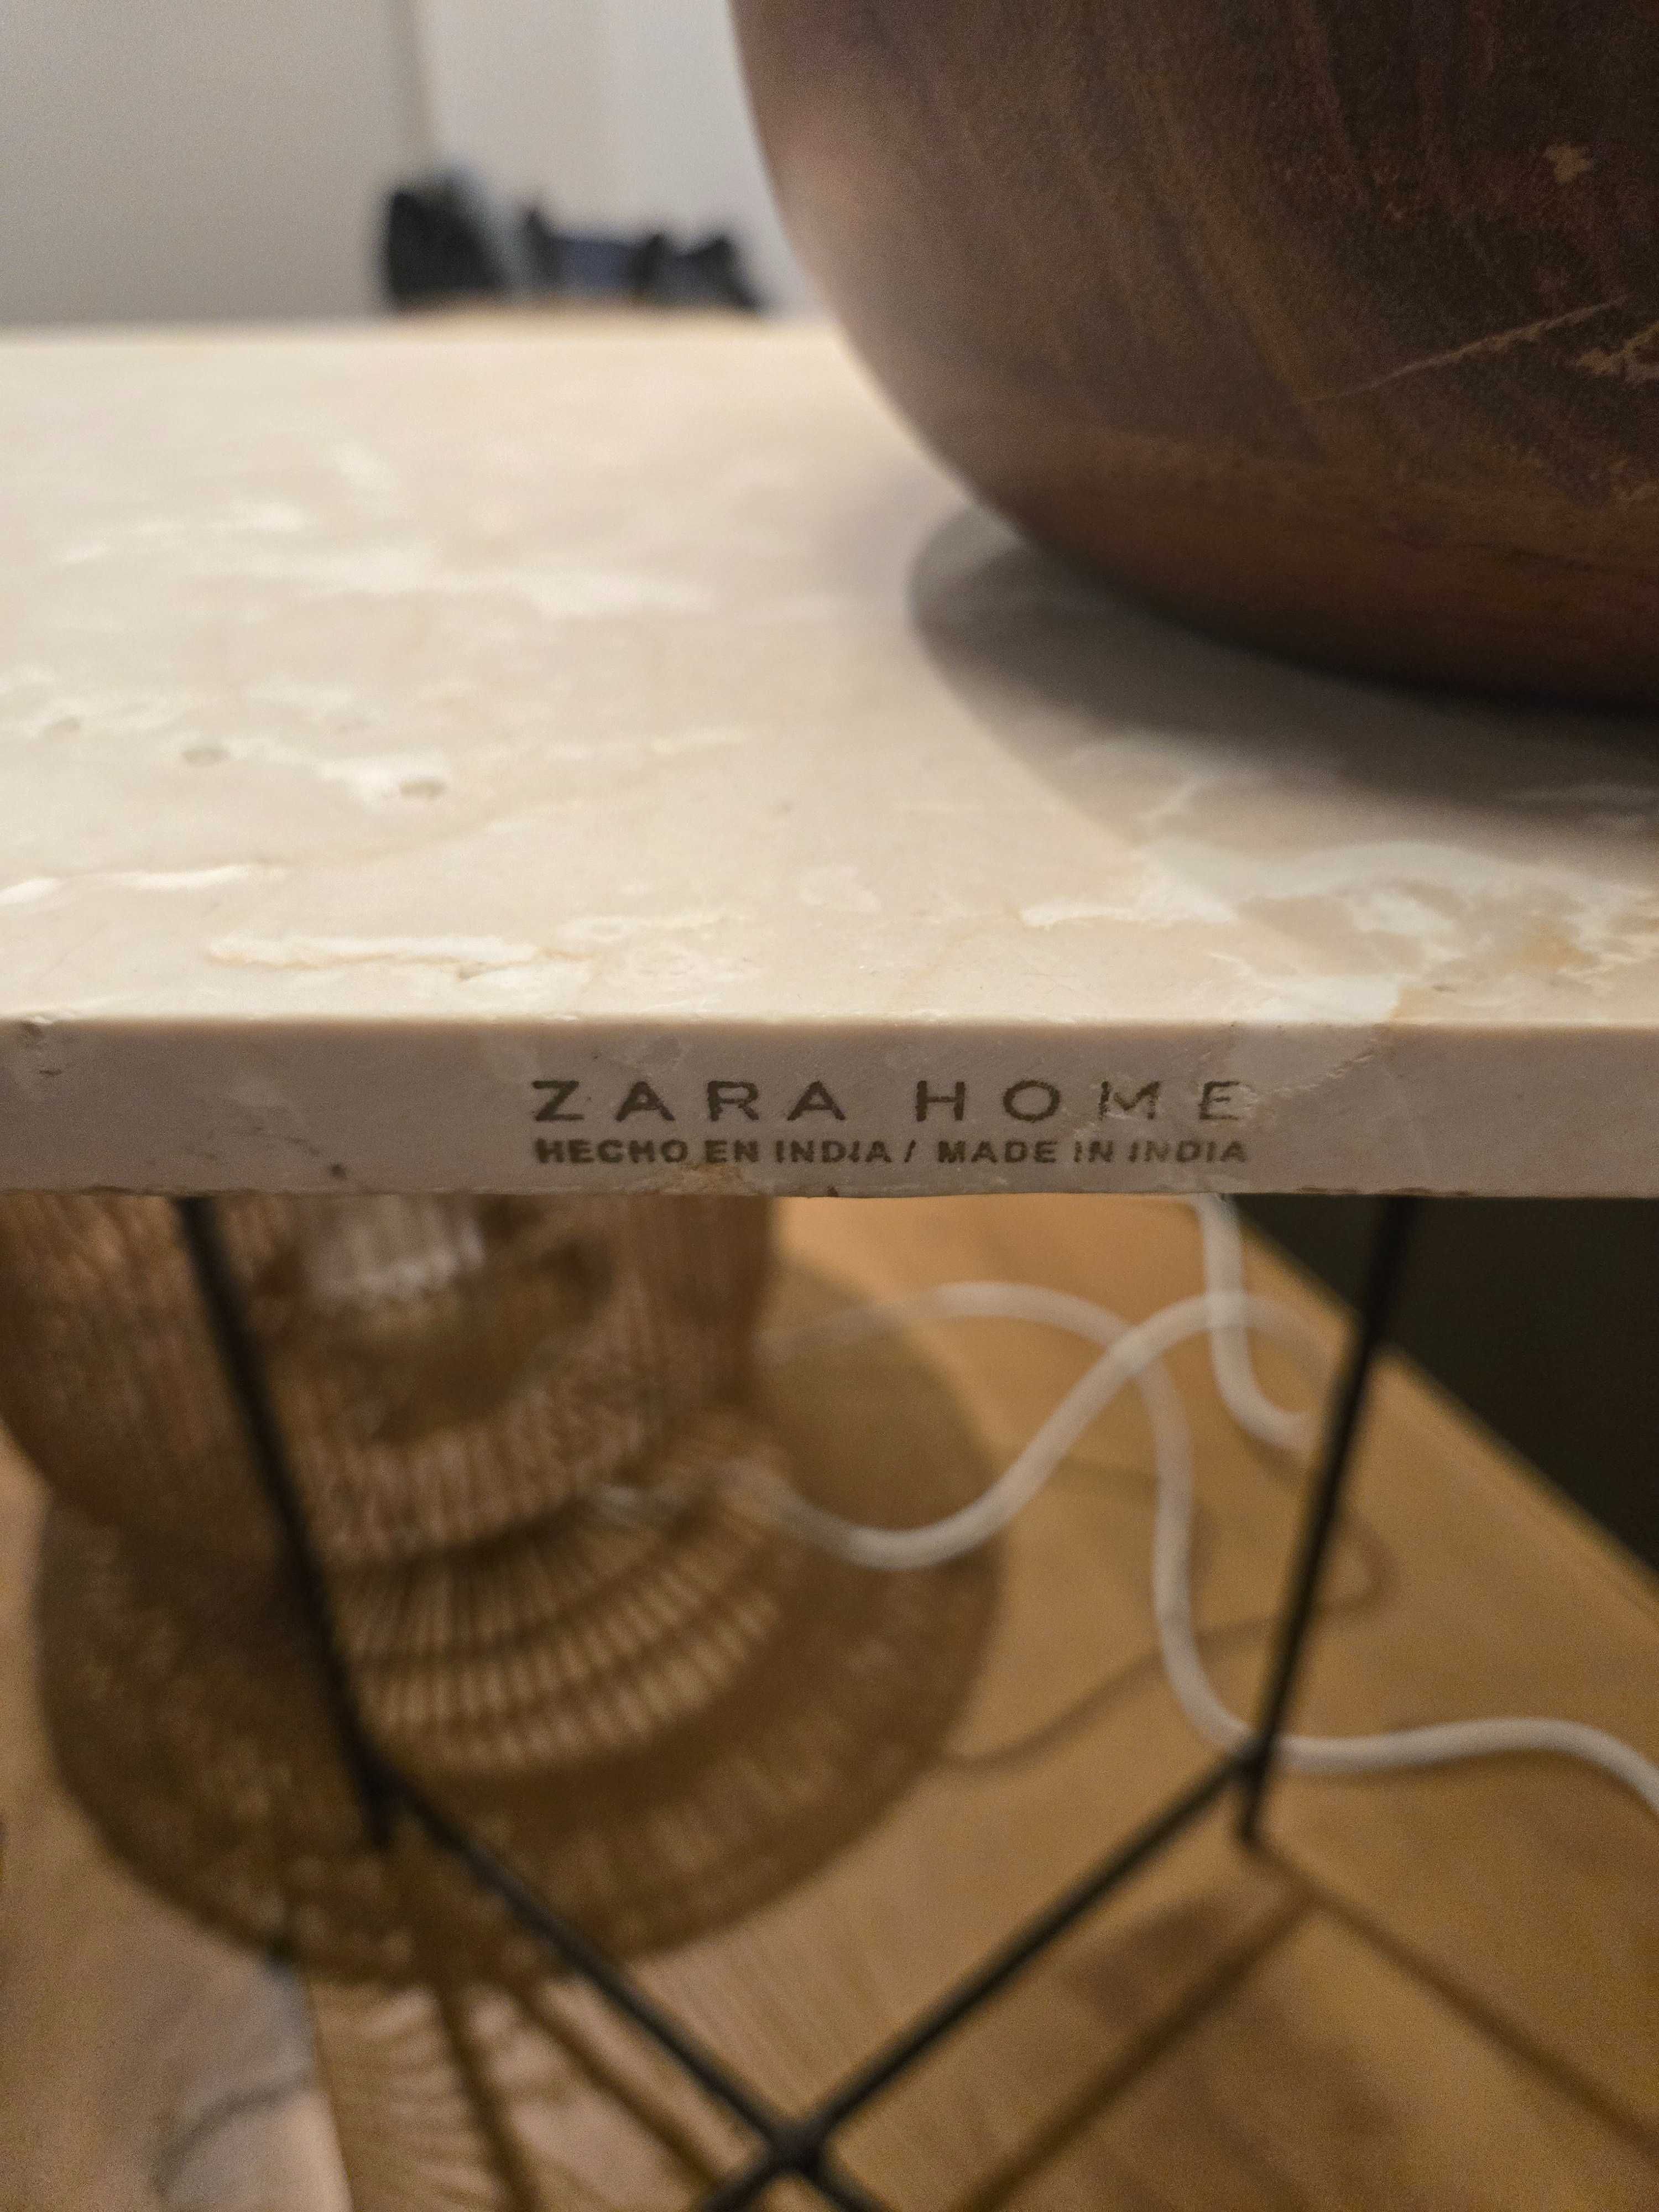 ZARA HOME
HECHO EN INDIA / MADE IN INDIA